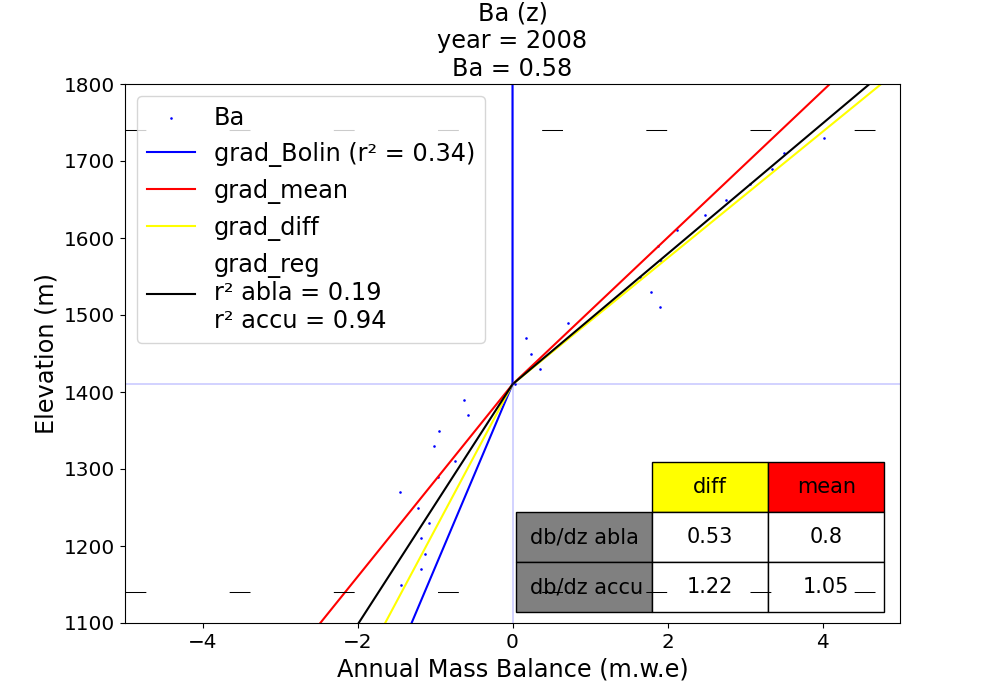 Ba (z)
year = 2008
Ba = 0.58
Elevation (m)
1800
1700
1600
1500
1400
1300
1200
1100
Ba
grad_Bolin (r² = 0.34)
grad_mean
grad_diff
grad_reg
r² abla = 0.19
r² accu = 0.94
diff mean
db/dz abla 0.53 0.8
db/dz accu 1.22 1.05
−4 −2 0 2 4
Annual Mass Balance (m.w.e)